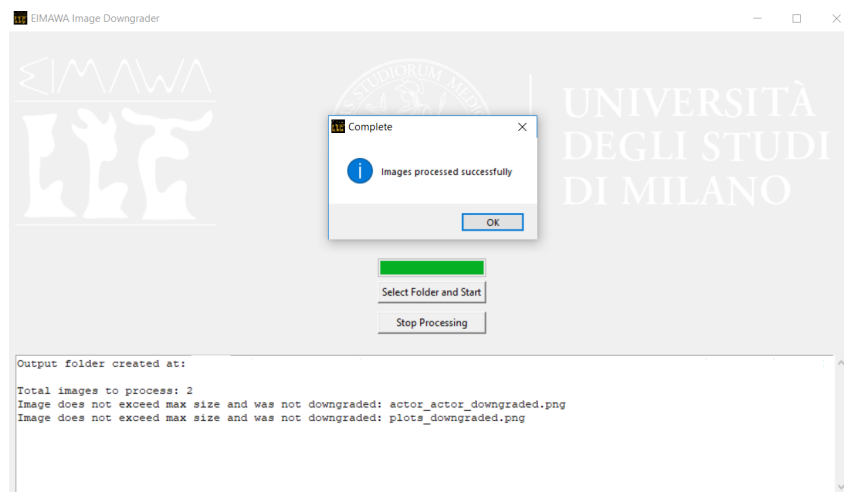 EIMAWA Image Downgrader
EIMAWA
STUDIORUM
UNIVERSITÀ
DEGLI STUDI
DI MILANO
Complete
Images processed successfully
OK
Select Folder and Start
Stop Processing
Output folder created at:
Total images to process: 2
Image does not exceed max size and was not downgraded: actor_actor_downgraded.png
Image does not exceed max size and was not downgraded: plots_downgraded.png